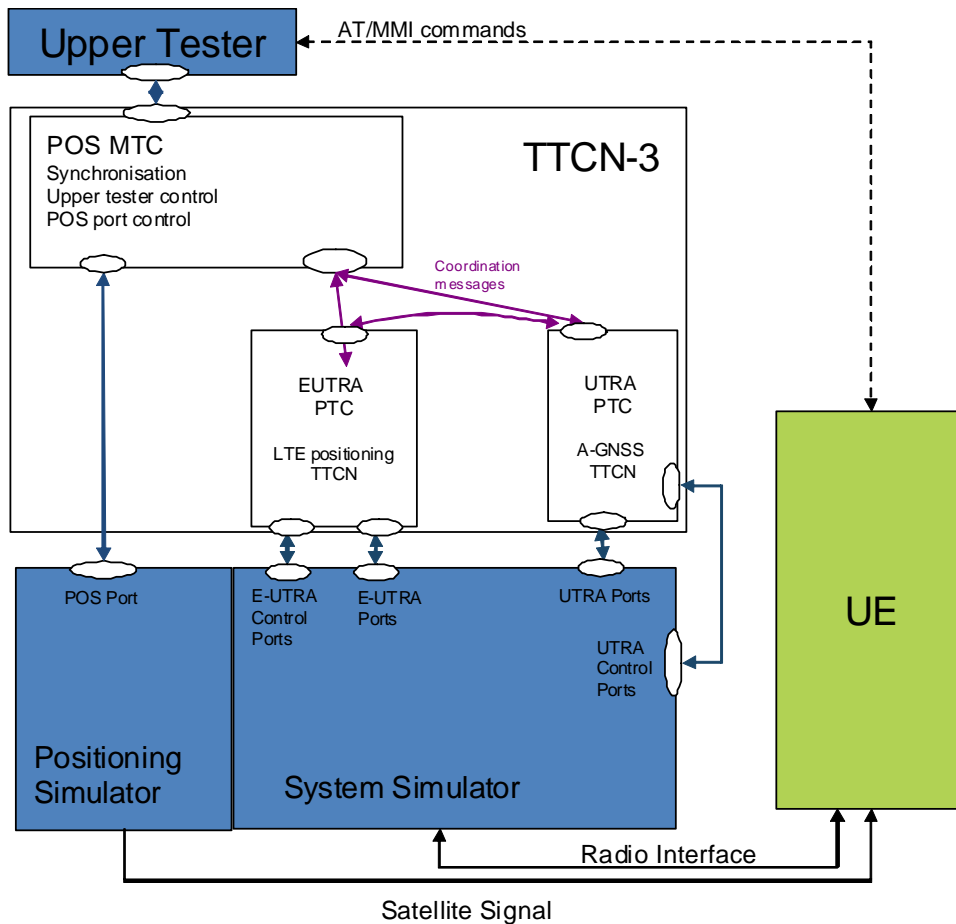 Upper Tester
AT/MMI commands
POS MTC
Synchronisation
Upper tester control
POS port control
TTCN-3
Coordination
messages
EUTRA
PTC
LTE positioning
TTCN
UTRA
PTC
A-GNSS
TTCN
POS Port
E-UTRA
Control
Ports
E-UTRA
Ports
UTRA Ports
UTRA
Control
Ports
UE
Positioning
Simulator
System Simulator
Radio Interface
Satellite Signal